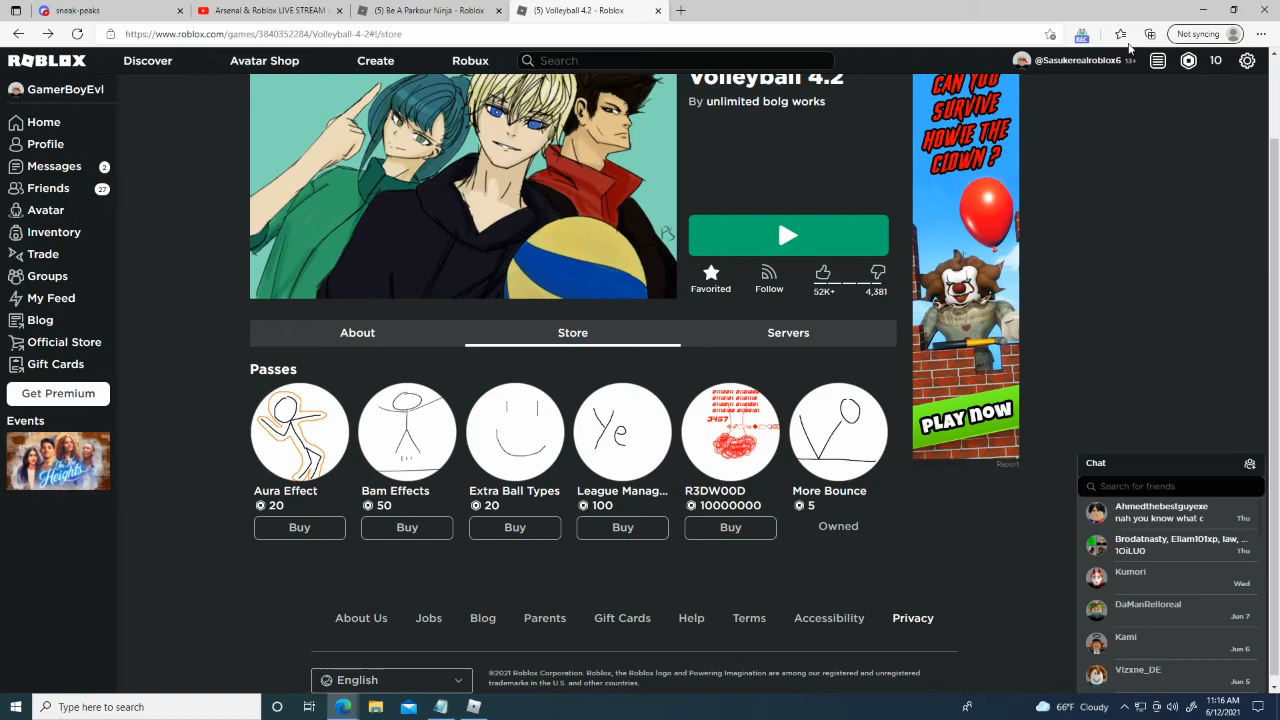 sneak-peaks
Anderson - Roblox LIVE STREAM -
(5) Be A Parkour Ninja - Roblox
(5) Volleyball 4.2 - Roblox
https://www.roblox.com/games/3840352284/Volleyball-4-2#!/store
REC
Not syncing
ROBLOX
Discover
Avatar Shop
Create
Robux
Search
@Sasukerealroblox6 13+
10
GamerBoyEvl
Home
Profile
Messages 2
Friends 27
Avatar
Inventory
Trade
Groups
My Feed
Blog
Official Store
Gift Cards
Get Premium
Events
Heights
Volleyball 4.2
By unlimited bolg works
Favorited
Follow
52K+
4,381
CAN YOU
SURVIVE
HOWIE THE
CLOWN ?
PLAY NOW
Report
About
Store
Servers
Passes
Ye
3457
Aura Effect
Bam Effects
Extra Ball Types
League Manag...
R3DW00D
More Bounce
20
50
20
100
10000000
5
Buy
Buy
Buy
Buy
Buy
Owned
Chat
Search for friends
Ahmedthebestguyexe
nah you know what c
Thu
Brodatnasty, Eliam101xp, law, ...
1OiLU0
Thu
Kumori
Wed
DaManRelloreal
Jun 7
Kami
Jun 6
Vlzxne_DE
Jun 5
About Us
Jobs
Blog
Parents
Gift Cards
Help
Terms
Accessibility
Privacy
English
©2021 Roblox Corporation. Roblox, the Roblox logo and Powering Imagination are among our registered and unregistered
trademarks in the U.S. and other countries.
Type here to search
66°F Cloudy
11:16 AM
6/12/2021